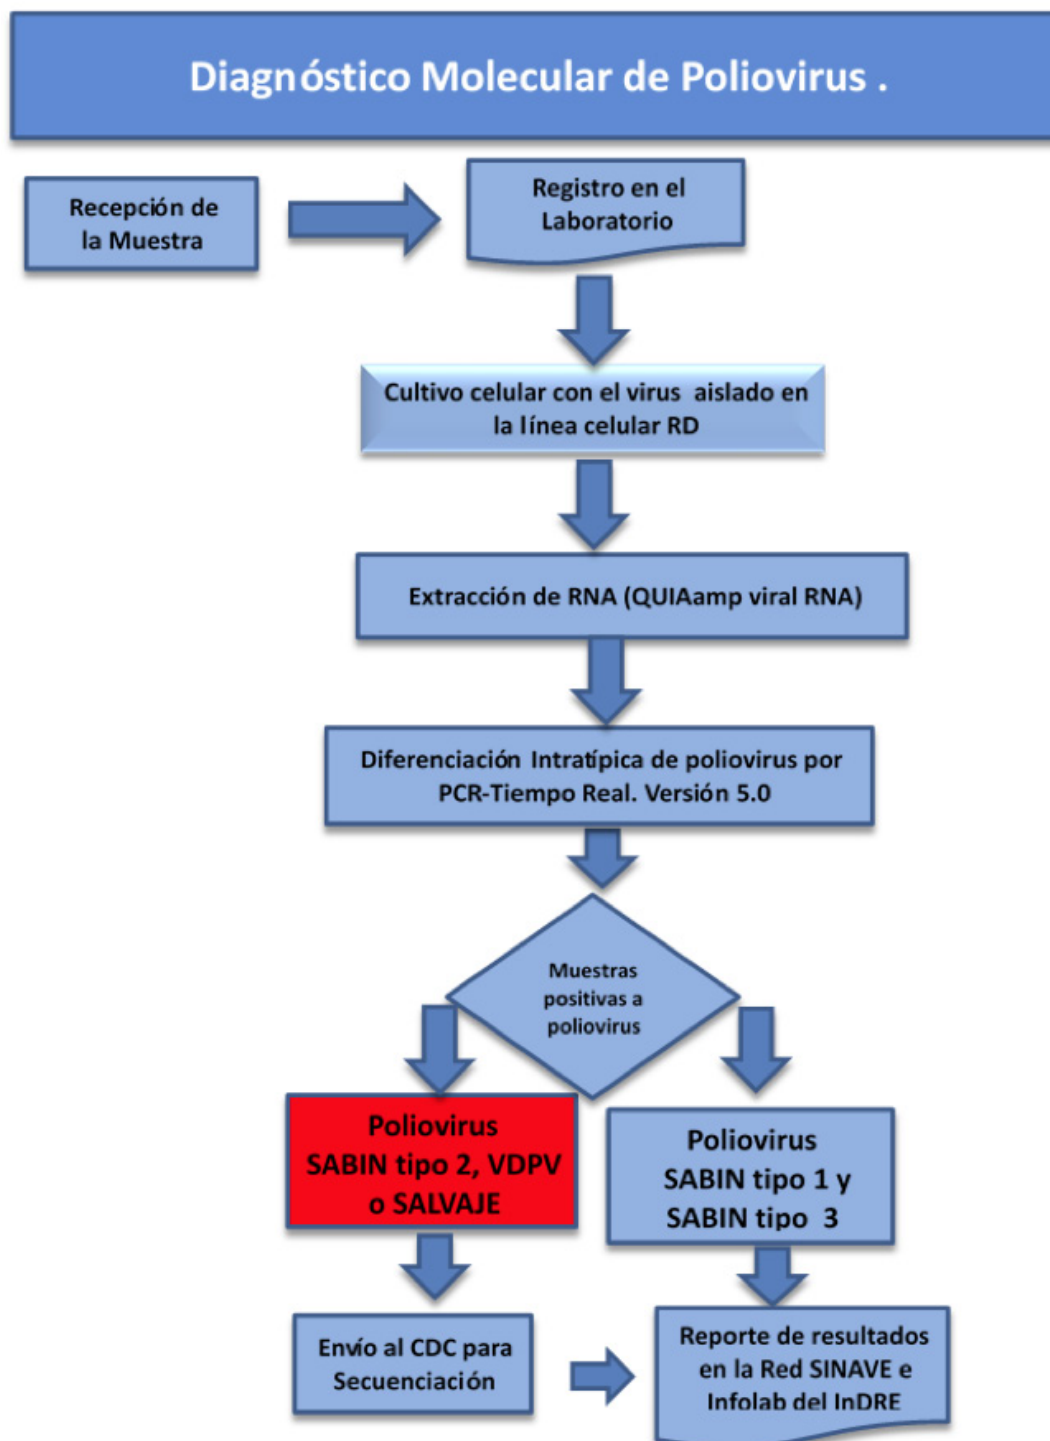 Diagnóstico Molecular de Poliovirus .
Recepción de
la Muestra
Registro en el
Laboratorio
Cultivo celular con el virus aislado en
la línea celular RD
Extracción de RNA (QUIAamp viral RNA)
Diferenciación Intratípica de poliovirus por
PCR-Tiempo Real. Versión 5.0
Muestras
positivas a
poliovirus
Poliovirus
SABIN tipo 2, VDPV
o SALVAJE
Poliovirus
SABIN tipo 1 y
SABIN tipo 3
Envío al CDC para
Secuenciación
Reporte de resultados
en la Red SINAVE e
Infolab del InDRE